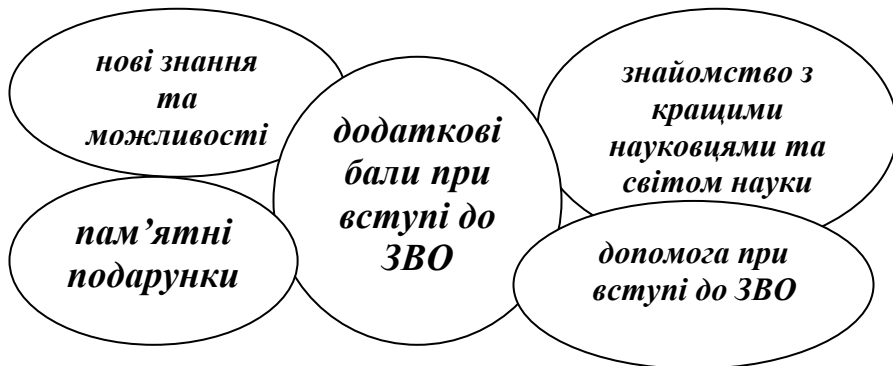 нові знання
та
можливості
пам’ятні
подарунки
додаткові
бали при
вступі до
ЗВО
знайомство з
кращими
науковцями та
світом науки
допомога при
вступі до ЗВО